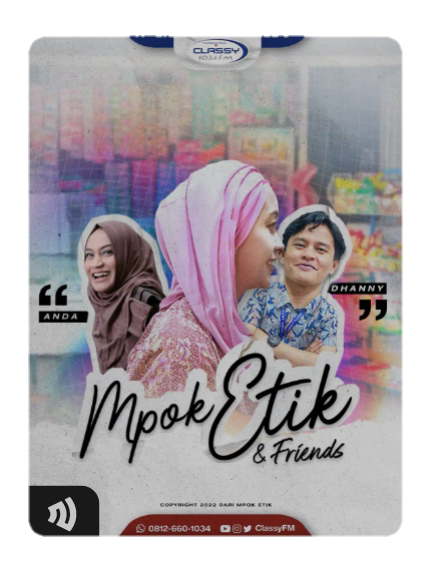 CLASSY
103.4 FM
“
ANDA
DHANNY
”
Mpok Etik
& Friends
COPYRIGHT 2022 DARI MPOK ETIK
0812-660-1034 ClassyFM